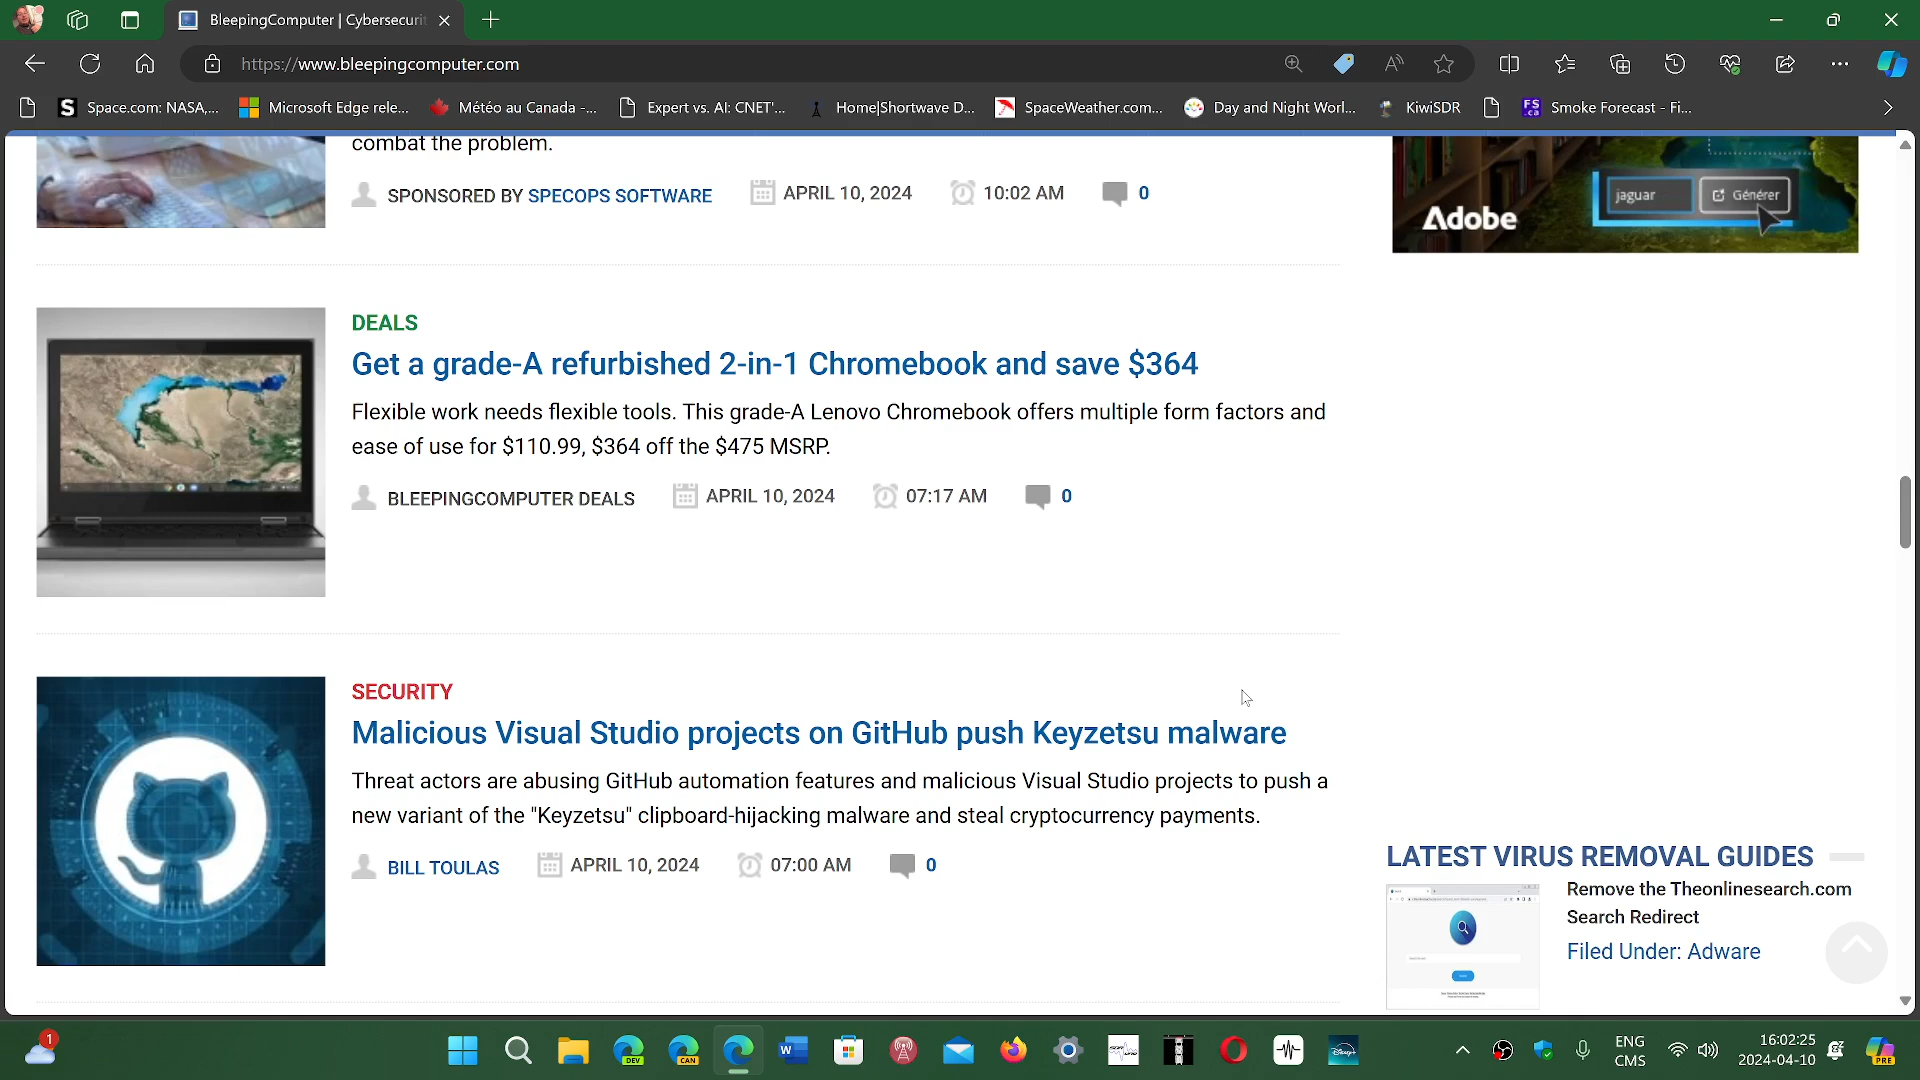 BleepingComputer | Cybersecurit
https://www.bleepingcomputer.com
Space.com: NASA,...
Microsoft Edge rele...
Météo au Canada -...
Expert vs. AI: CNET'...
Home|Shortwave D...
SpaceWeather.com...
Day and Night Worl...
KiwiSDR
FS
.ca
Smoke Forecast - Fi...
combat the problem.
SPONSORED BY SPECOPS SOFTWARE
APRIL 10, 2024
10:02 AM
0
Adobe
jaguar
Générer
DEALS
Get a grade-A refurbished 2-in-1 Chromebook and save $364
Flexible work needs flexible tools. This grade-A Lenovo Chromebook offers multiple form factors and
ease of use for $110.99, $364 off the $475 MSRP.
BLEEPINGCOMPUTER DEALS
APRIL 10, 2024
07:17 AM
0
SECURITY
Malicious Visual Studio projects on GitHub push Keyzetsu malware
Threat actors are abusing GitHub automation features and malicious Visual Studio projects to push a
new variant of the "Keyzetsu" clipboard-hijacking malware and steal cryptocurrency payments.
BILL TOULAS
APRIL 10, 2024
07:00 AM
0
LATEST VIRUS REMOVAL GUIDES
Remove the Theonlinesearch.com
Search Redirect
Filed Under: Adware
1
DEV
CAN
Disney+
ENG
CMS
16:02:25
2024-04-10
PRE